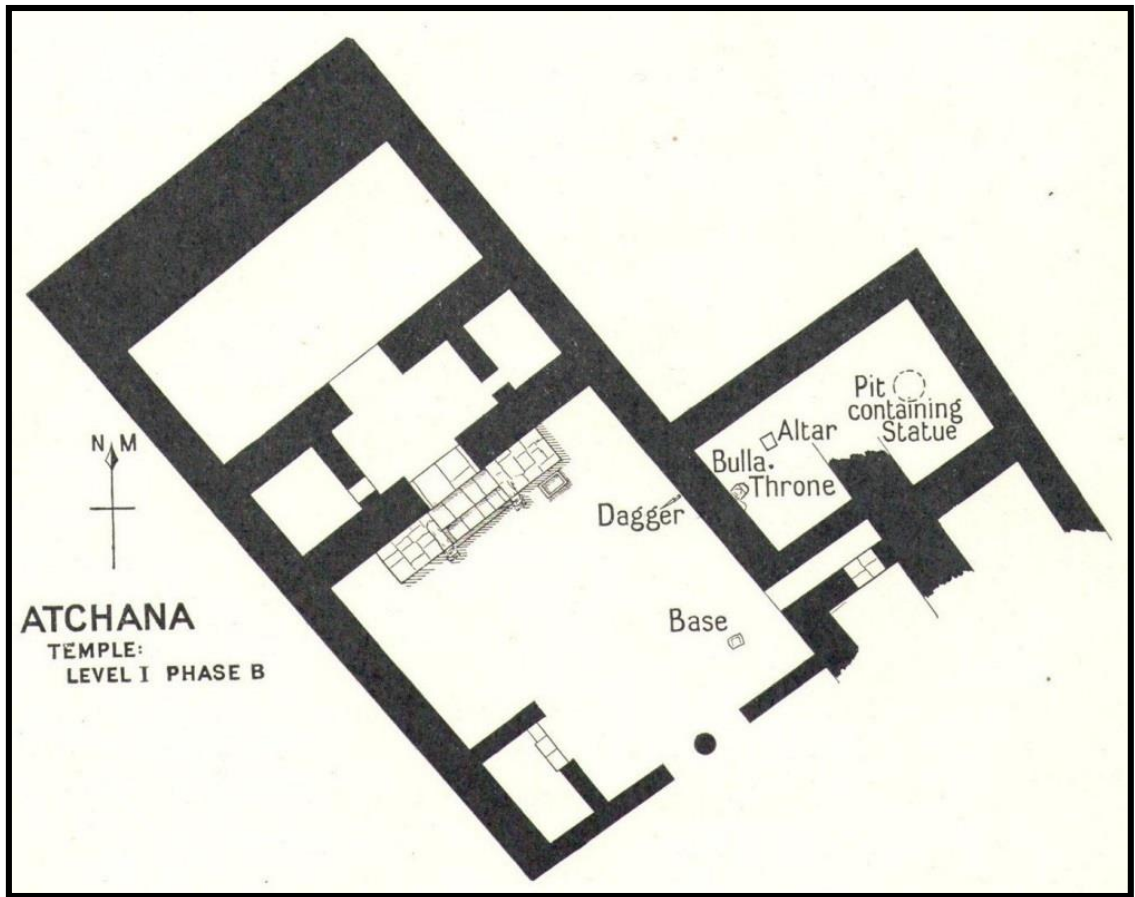 N M
ATCHANA
TEMPLE:
LEVEL I PHASE B
Pit
containing
Statue
Altar
Bulla.
Throne
Dagger
Base